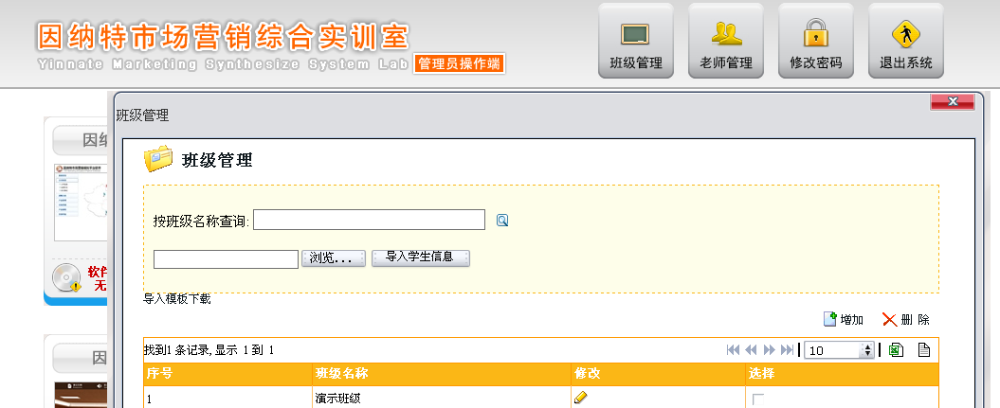 因纳特市场营销综合实训室
Yinnate Marketing Synthesize System Lab 管理员操作端
班级管理 老师管理 修改密码 退出系统
班级管理
因纳
班级管理
按班级名称查询:
浏览... 导入学生信息
软件
无
导入模板下载
增加 删 除
因
找到1 条记录, 显示 1 到 1
10
序号 班级名称 修改 选择
1 演示班级